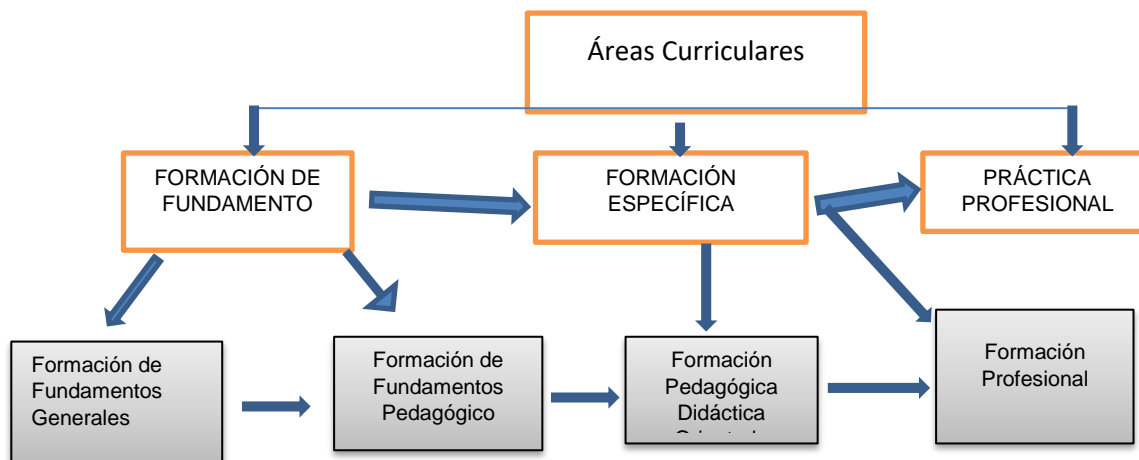 Áreas Curriculares
FORMACIÓN DE
FUNDAMENTO
FORMACIÓN
ESPECÍFICA
PRÁCTICA
PROFESIONAL
Formación de
Fundamentos
Generales
Formación de
Fundamentos
Pedagógico
Formación
Pedagógica
Didáctica
Formación
Profesional